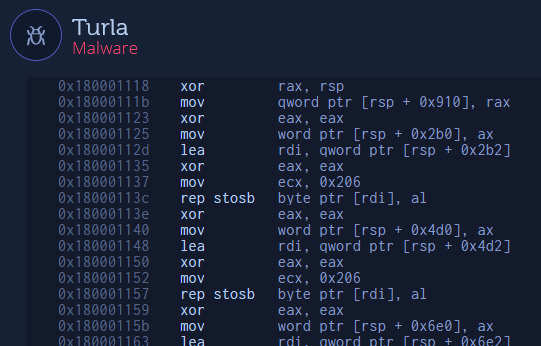 Turla
Malware
0x180001118 xor rax, rsp
0x18000111b mov qword ptr [rsp + 0x910], rax
0x180001123 xor eax, eax
0x180001125 mov word ptr [rsp + 0x2b0], ax
0x18000112d lea rdi, qword ptr [rsp + 0x2b2]
0x180001135 xor eax, eax
0x180001137 mov ecx, 0x206
0x18000113c rep stosb byte ptr [rdi], al
0x18000113e xor eax, eax
0x180001140 mov word ptr [rsp + 0x4d0], ax
0x180001148 lea rdi, qword ptr [rsp + 0x4d2]
0x180001150 xor eax, eax
0x180001152 mov ecx, 0x206
0x180001157 rep stosb byte ptr [rdi], al
0x180001159 xor eax, eax
0x18000115b mov word ptr [rsp + 0x6e0], ax
0x180001163 lea rdi, qword ptr [rsp + 0x6e2]